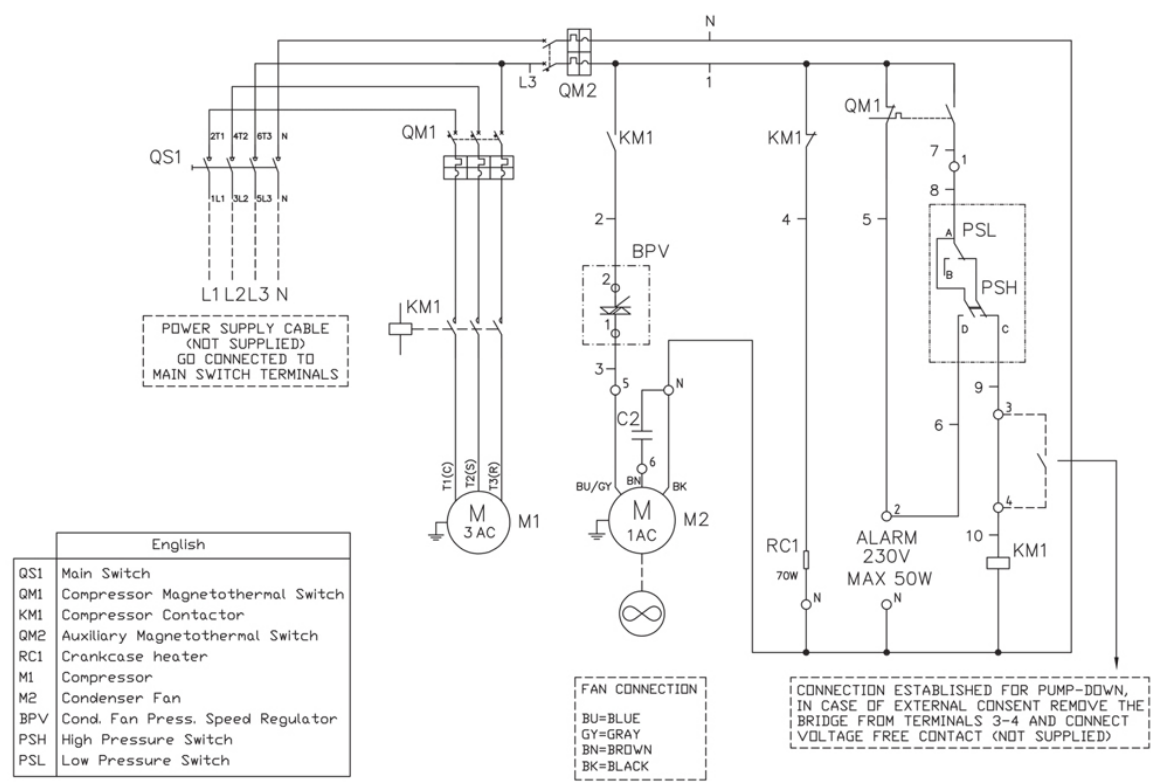 N
L3
QM2
1
2T1 4T2 6T3 N
QS1
1L1 3L2 5L3 N
L1 L2 L3 N
POWER SUPPLY CABLE
(NOT SUPPLIED)
GO CONNECTED TO
MAIN SWITCH TERMINALS
QM1
KM1
T1(C) T2(S) T3(R)
M
3 AC
M1
KM1
2
BPV
2
1
3
5
N
C2
6
BU/GY
BN
BK
M
1AC
M2
KM1
4
RC1
70W
N
QM1
5
7
1
8
PSL
A
B
PSH
D
C
9
6
3
4
2
10
KM1
ALARM
230V
MAX 50W
N
English
QS1 Main Switch
QM1 Compressor Magnetothermal Switch
KM1 Compressor Contactor
QM2 Auxiliary Magnetothermal Switch
RC1 Crankcase heater
M1 Compressor
M2 Condenser Fan
BPV Cond. Fan Press. Speed Regulator
PSH High Pressure Switch
PSL Low Pressure Switch
FAN CONNECTION
BU=BLUE
GY=GRAY
BN=BROWN
BK=BLACK
CONNECTION ESTABLISHED FOR PUMP-DOWN,
IN CASE OF EXTERNAL CONSENT REMOVE THE
BRIDGE FROM TERMINALS 3-4 AND CONNECT
VOLTAGE FREE CONTACT (NOT SUPPLIED)